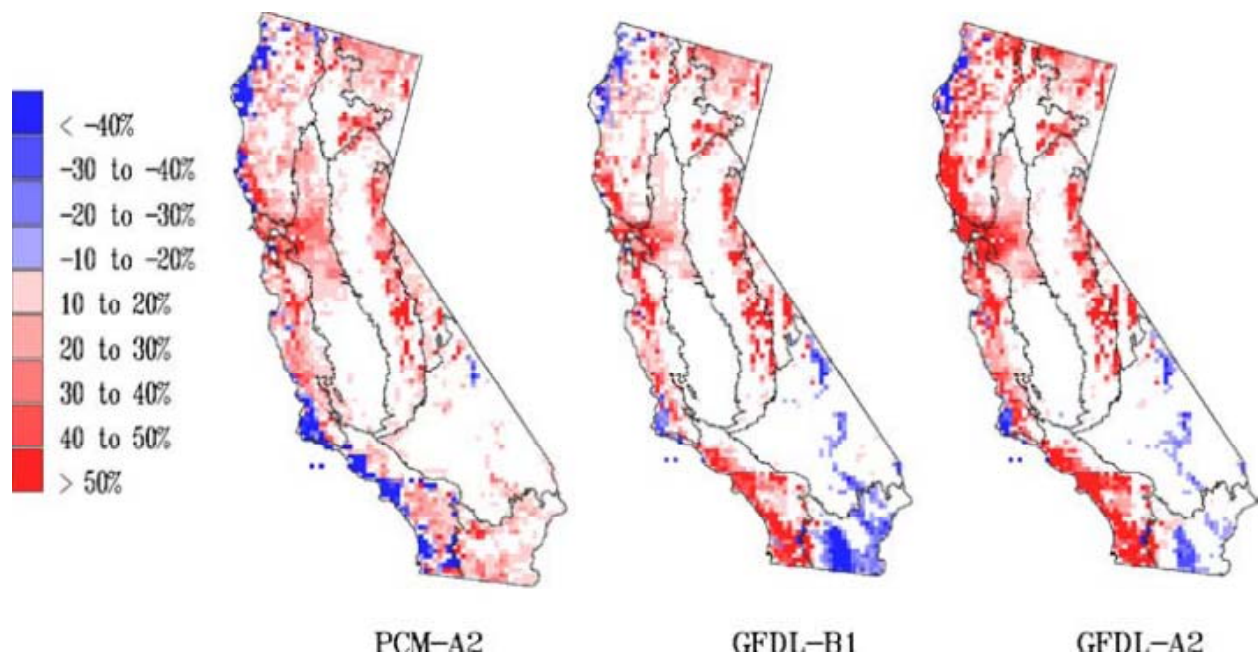 < -40%
-30 to -40%
-20 to -30%
-10 to -20%
10 to 20%
20 to 30%
30 to 40%
40 to 50%
> 50%
PCM-A2 GFDL-B1 GFDL-A2